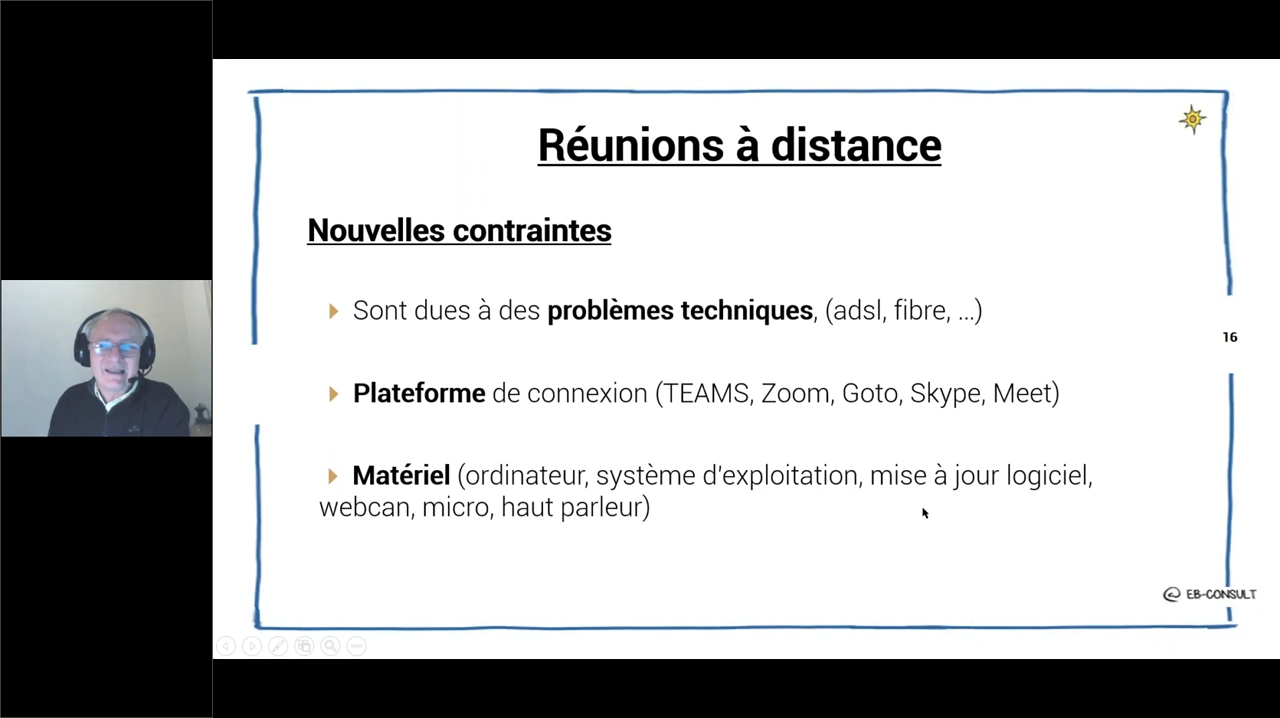 Réunions à distance
Nouvelles contraintes
Sont dues à des problèmes techniques, (adsl, fibre, ...)
16
Plateforme de connexion (TEAMS, Zoom, Goto, Skype, Meet)
Matériel (ordinateur, système d'exploitation, mise à jour logiciel,
webcan, micro, haut parleur)
@ EB-CONSULT